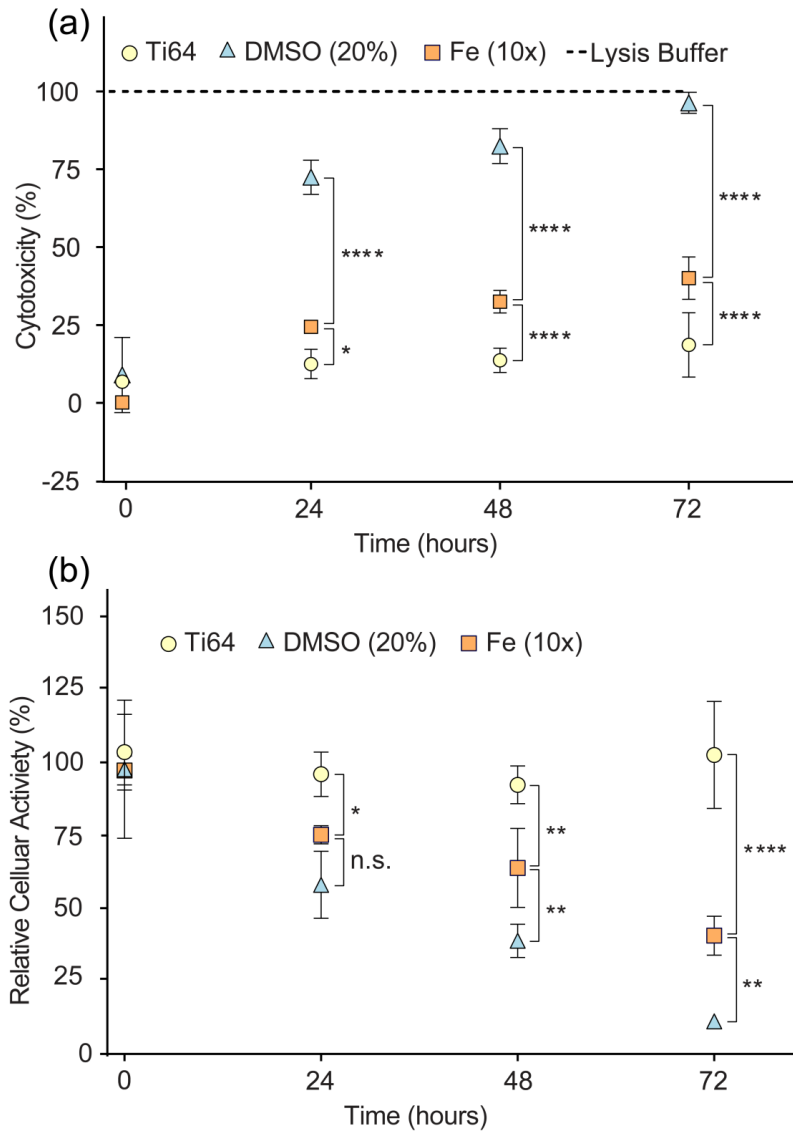 (a)
Ti64 DMSO (20%) Fe (10x) Lysis Buffer
100
75
50
25
0
-25
Cytotoxicity (%)
****
*
****
****
****
****
0 24 48 72
Time (hours)
(b)
150
125
100
75
50
25
0
Relative Celluar Activiety (%)
Ti64 DMSO (20%) Fe (10x)
*
n.s.
**
**
****
**
0 24 48 72
Time (hours)